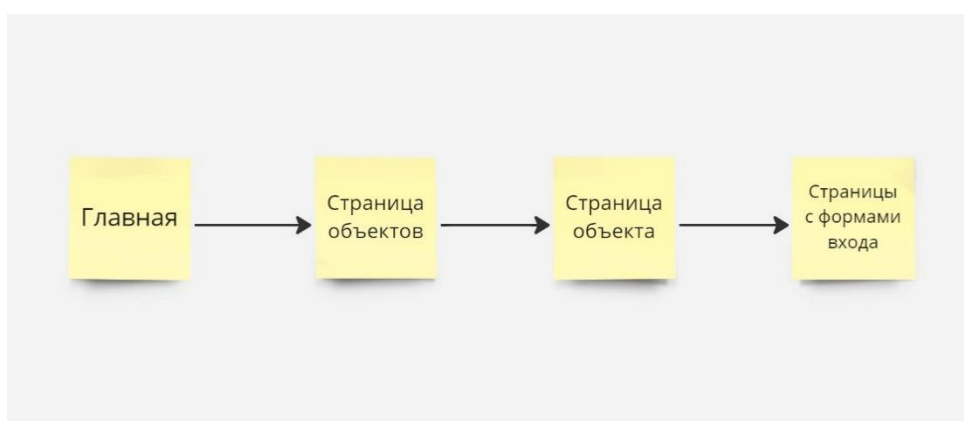 Главная
Страница
объектов
Страница
объекта
Страницы
с формами
входа